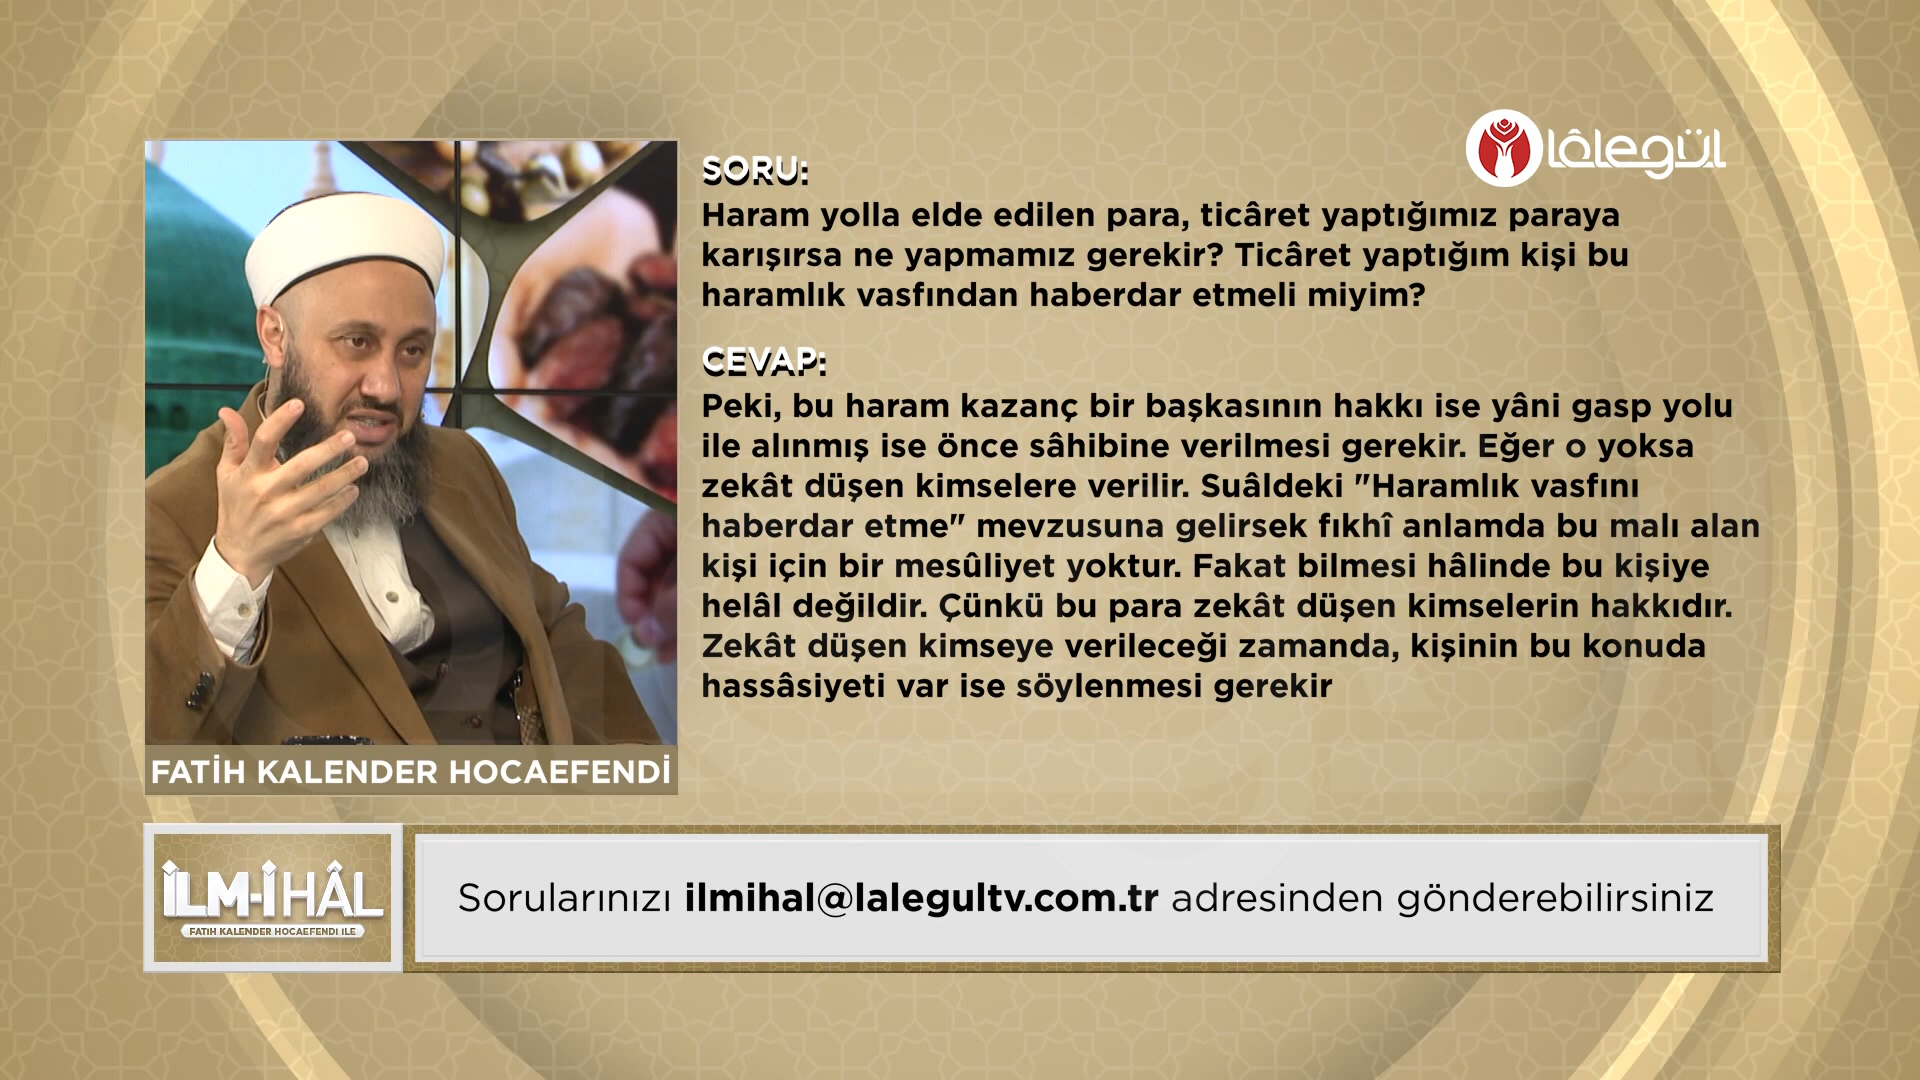 lâlegül
SORU:
Haram yolla elde edilen para, ticâret yaptığımız paraya
karışırsa ne yapmamız gerekir? Ticâret yaptığım kişi bu
haramlık vasfından haberdar etmeli miyim?
CEVAP:
Peki, bu haram kazanç bir başkasının hakkı ise yâni gasp yolu
ile alınmış ise önce sâhibine verilmesi gerekir. Eğer o yoksa
zekât düşen kimselere verilir. Suâldeki "Haramlık vasfını
haberdar etme" mevzusuna gelirsek fıkhî anlamda bu malı alan
kişi için bir mesûliyet yoktur. Fakat bilmesi hâlinde bu kişiye
helâl değildir. Çünkü bu para zekât düşen kimselerin hakkıdır.
Zekât düşen kimseye verileceği zamanda, kişinin bu konuda
hassâsiyeti var ise söylenmesi gerekir
FATİH KALENDER HOCAEFENDİ
İLM-İ HÂL
FATİH KALENDER HOCAEFENDİ İLE
Sorularınızı ilmihal@lalegultv.com.tr adresinden gönderebilirsiniz